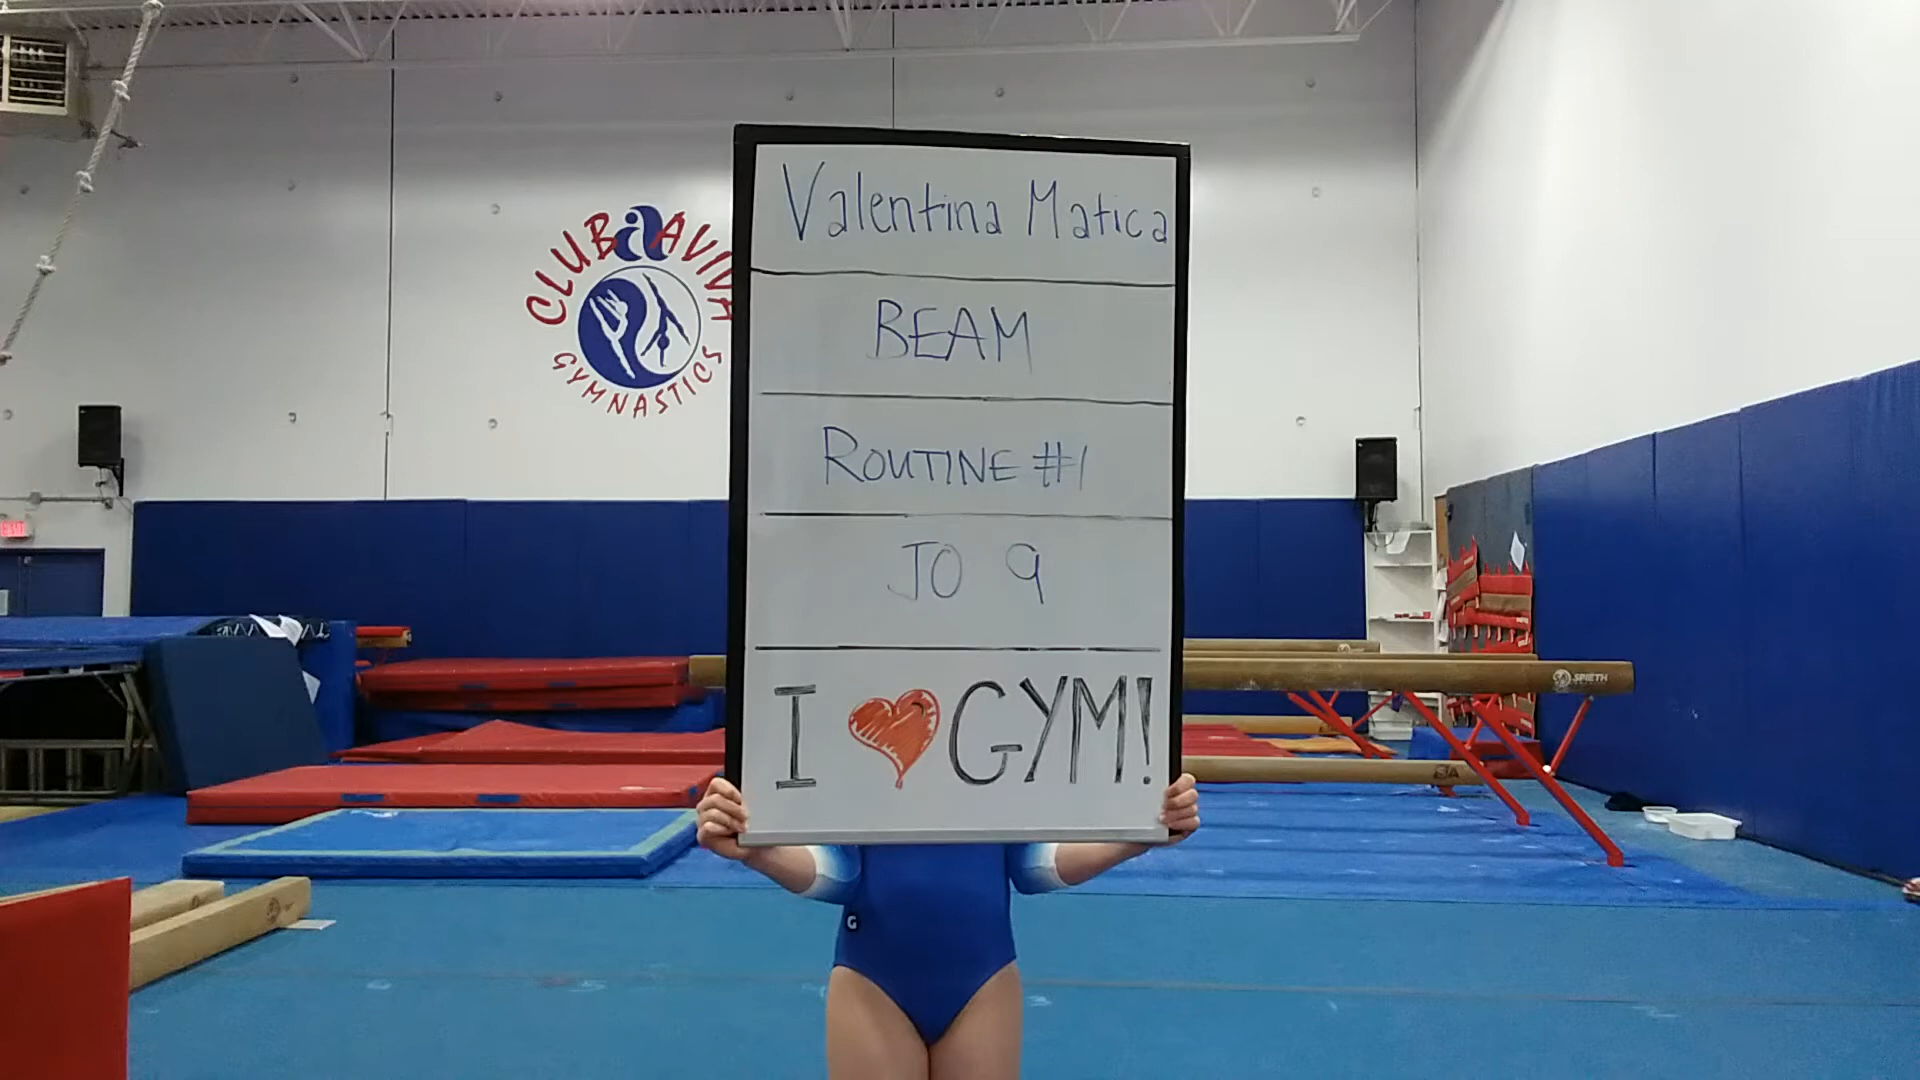 Valentina Matica
BEAM
ROUTINE #1
JO 9
I ❤ GYM!
CLUB AVIVA
GYMNASTICS
SPIETH
EXIT
G